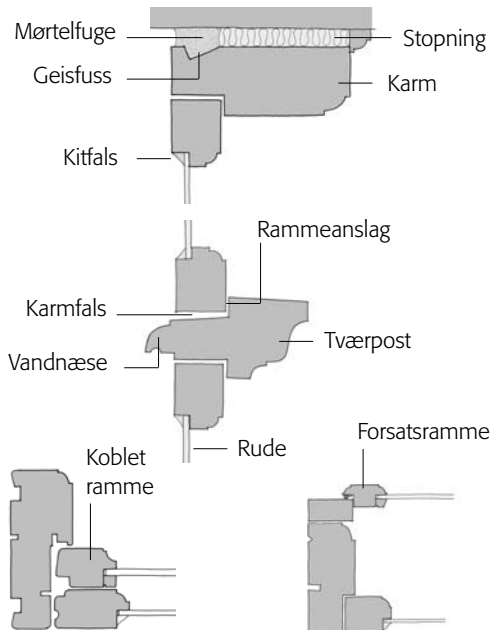 Mørtelfuge
Stopning
Geisfuss
Karm
Kitfals
Rammeanslag
Karmfals
Tværpost
Vandnæse
Rude
Koblet
ramme
Forsatsramme